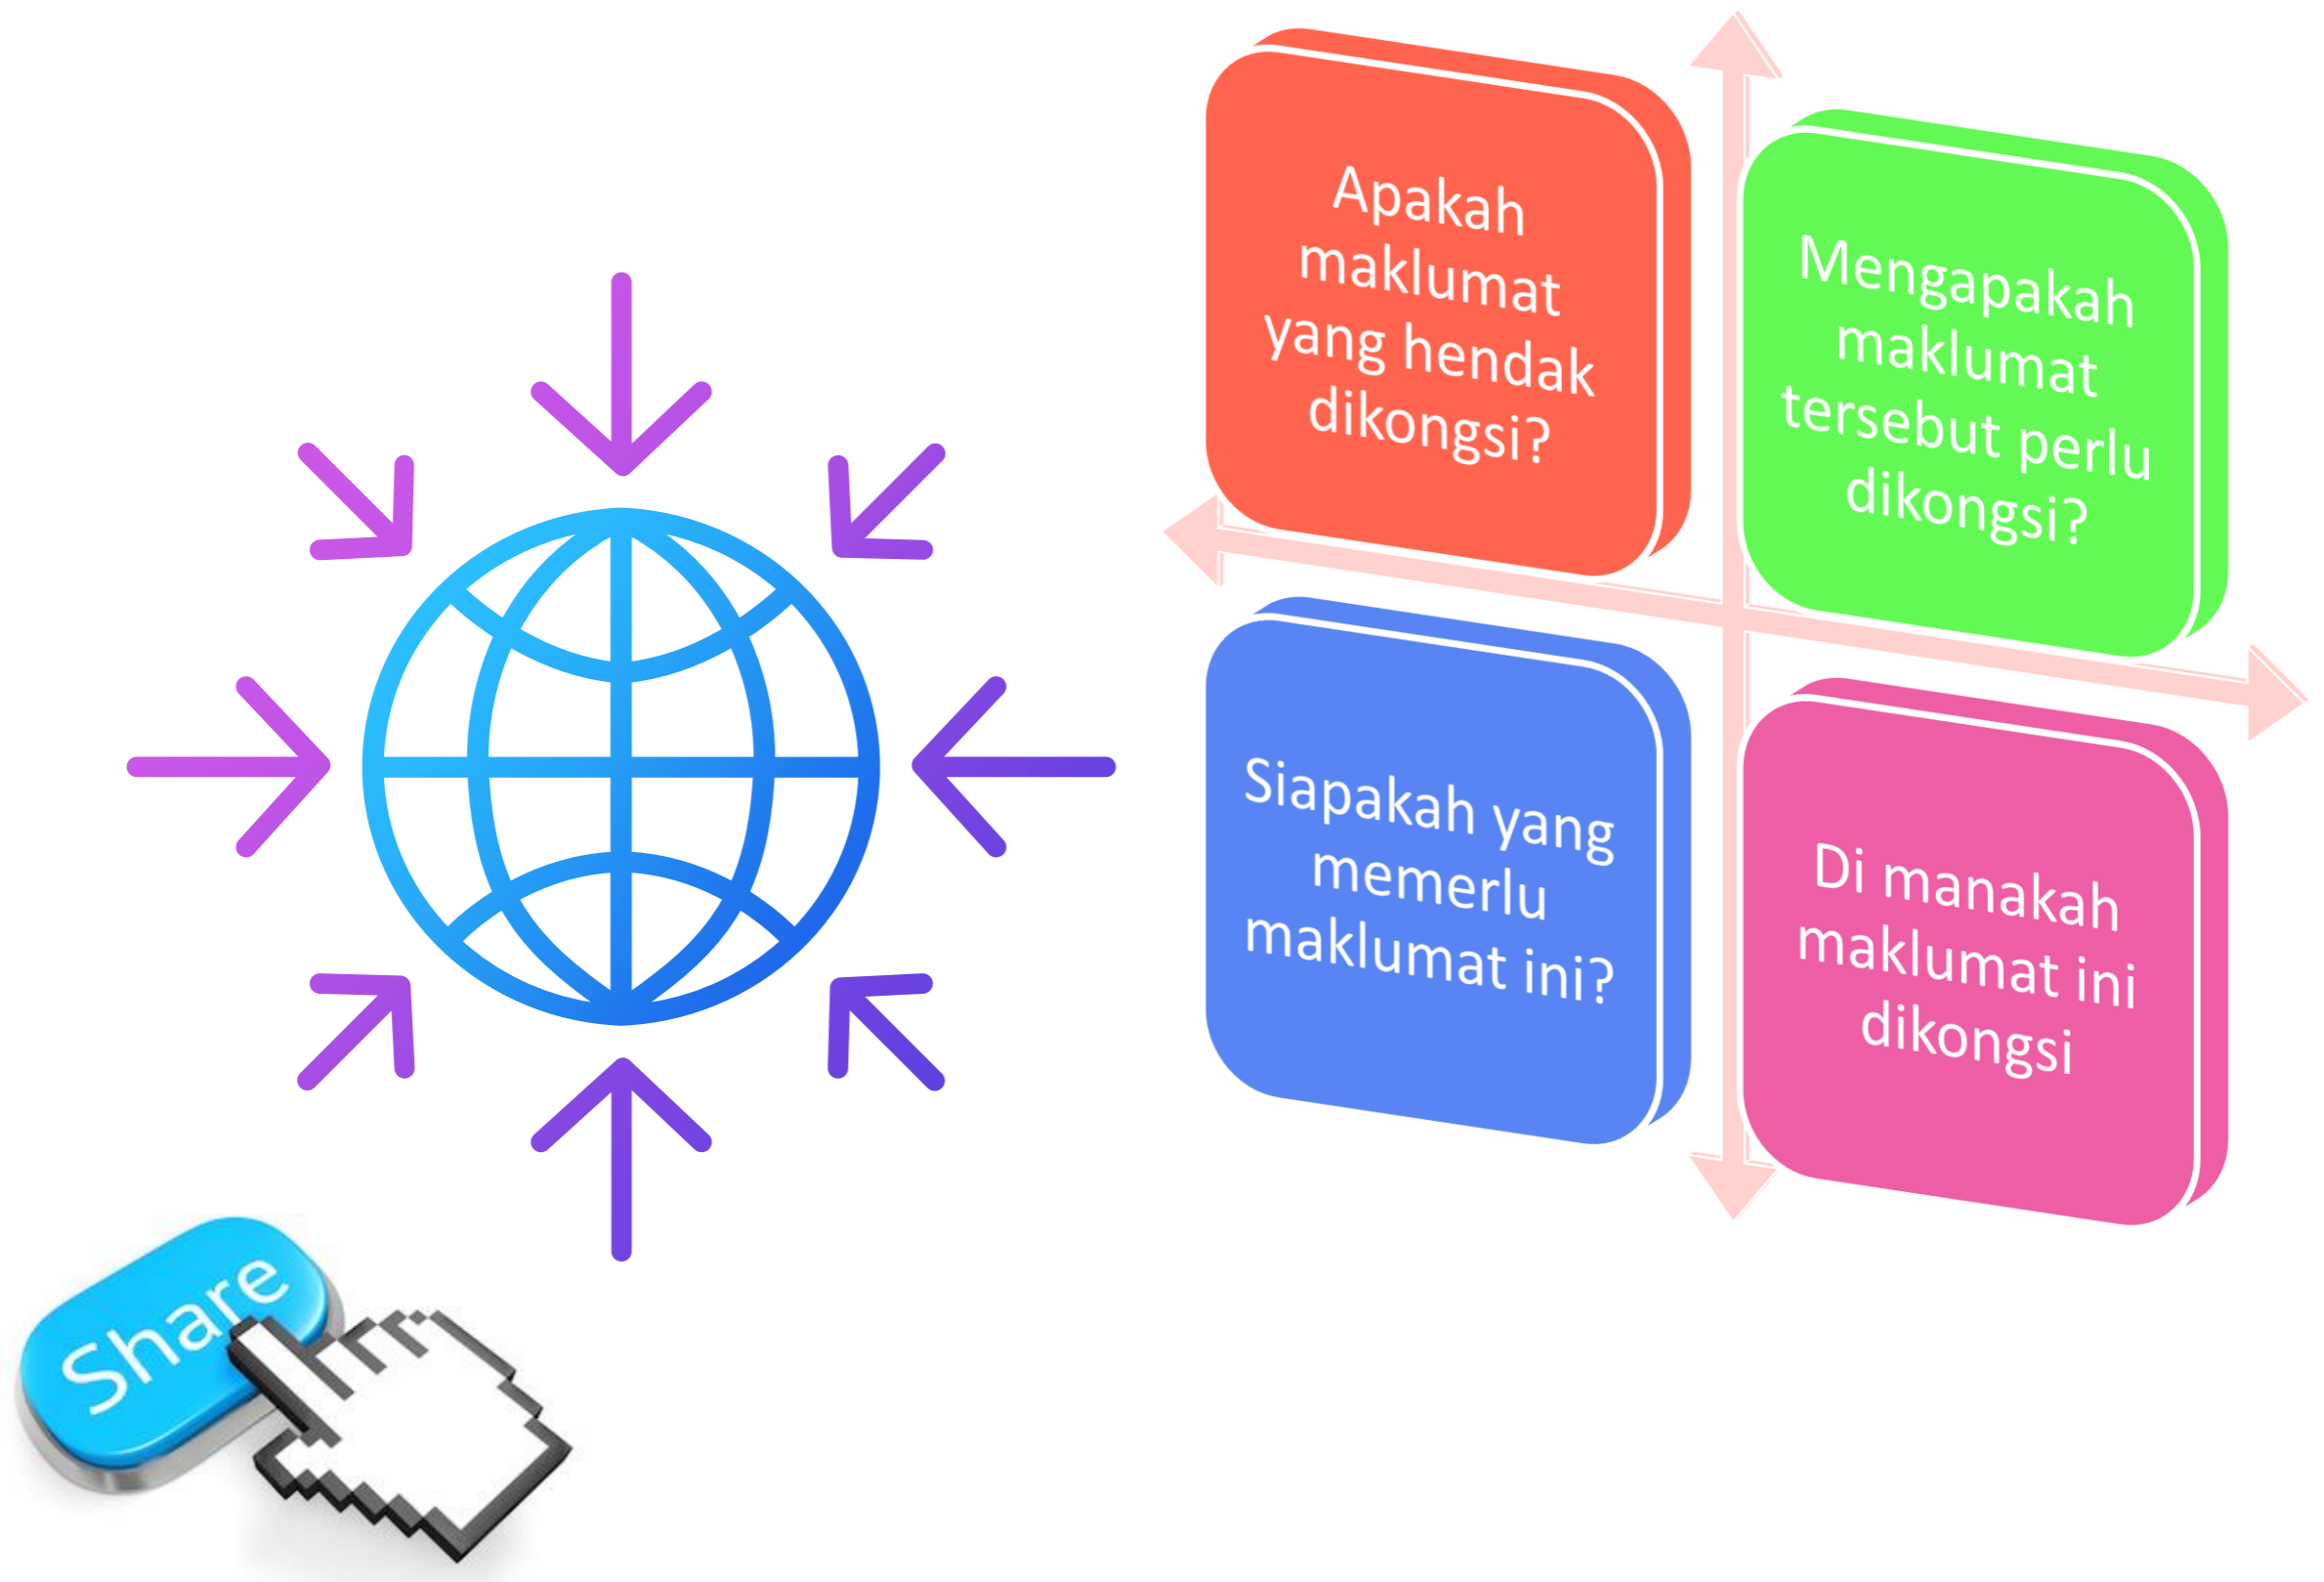 Apakah
maklumat
yang hendak
dikongsi?
Mengapakah
maklumat
tersebut perlu
dikongsi?
Siapakah yang
memerlu
maklumat ini?
Di manakah
maklumat ini
dikongsi
Share